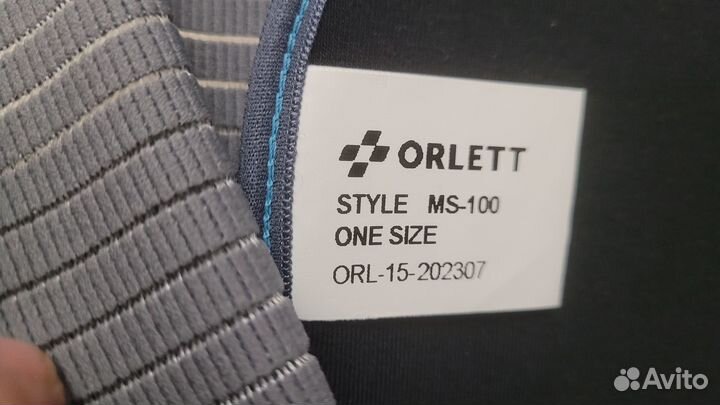 ORLETT
STYLE MS-100
ONE SIZE
ORL-15-202307
Avito